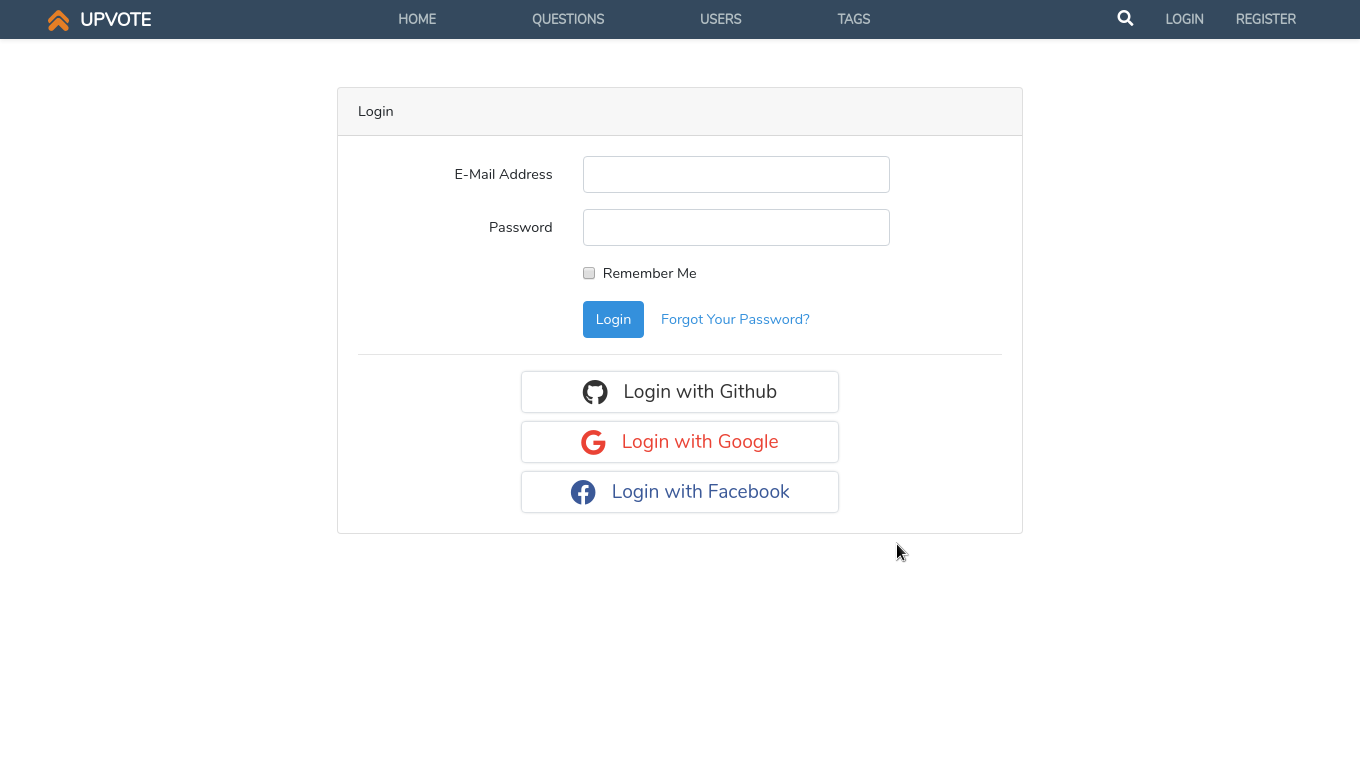 UPVOTE HOME QUESTIONS USERS TAGS LOGIN REGISTER
Login
E-Mail Address
Password
Remember Me
Login Forgot Your Password?
Login with Github
Login with Google
Login with Facebook